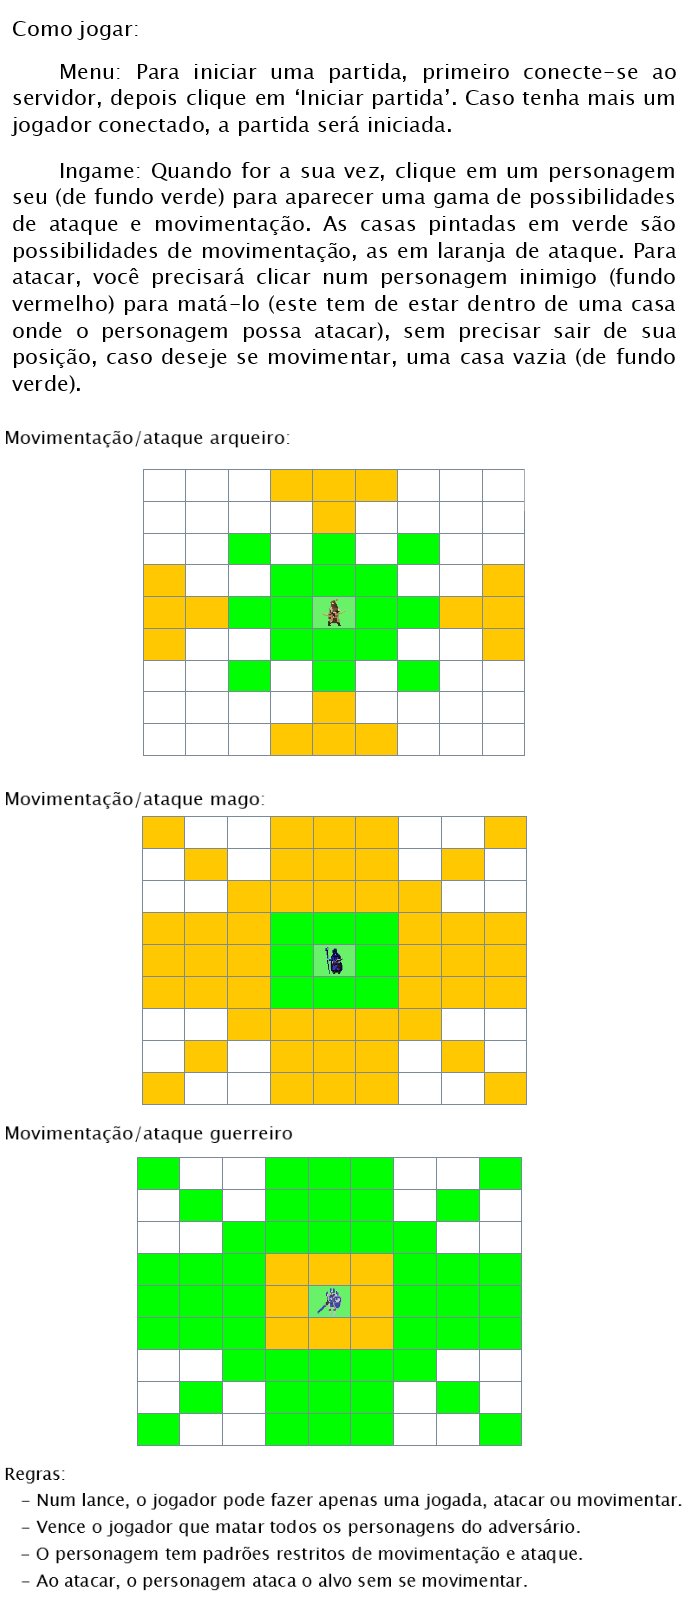 Como jogar:
Menu: Para iniciar uma partida, primeiro conecte-se ao
servidor, depois clique em ‘Iniciar partida’. Caso tenha mais um
jogador conectado, a partida será iniciada.
Ingame: Quando for a sua vez, clique em um personagem
seu (de fundo verde) para aparecer uma gama de possibilidades
de ataque e movimentação. As casas pintadas em verde são
possibilidades de movimentação, as em laranja de ataque. Para
atacar, você precisará clicar num personagem inimigo (fundo
vermelho) para matá-lo (este tem de estar dentro de uma casa
onde o personagem possa atacar), sem precisar sair de sua
posição, caso deseje se movimentar, uma casa vazia (de fundo
verde).
Movimentação/ataque arqueiro:
Movimentação/ataque mago:
Movimentação/ataque guerreiro
Regras:
- Num lance, o jogador pode fazer apenas uma jogada, atacar ou movimentar.
- Vence o jogador que matar todos os personagens do adversário.
- O personagem tem padrões restritos de movimentação e ataque.
- Ao atacar, o personagem ataca o alvo sem se movimentar.